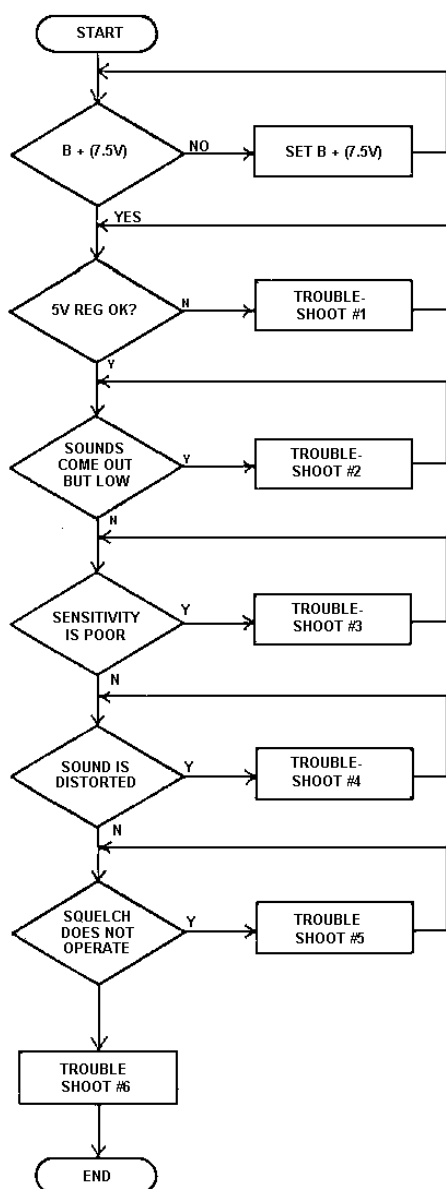 START
B + (7.5V)
NO
SET B + (7.5V)
YES
5V REG OK?
N
TROUBLE-
SHOOT #1
Y
SOUNDS
COME OUT
BUT LOW
Y
TROUBLE-
SHOOT #2
N
SENSITIVITY
IS POOR
Y
TROUBLE-
SHOOT #3
N
SOUND IS
DISTORTED
Y
TROUBLE-
SHOOT #4
N
SQUELCH
DOES NOT
OPERATE
Y
TROUBLE
SHOOT #5
TROUBLE
SHOOT #6
END